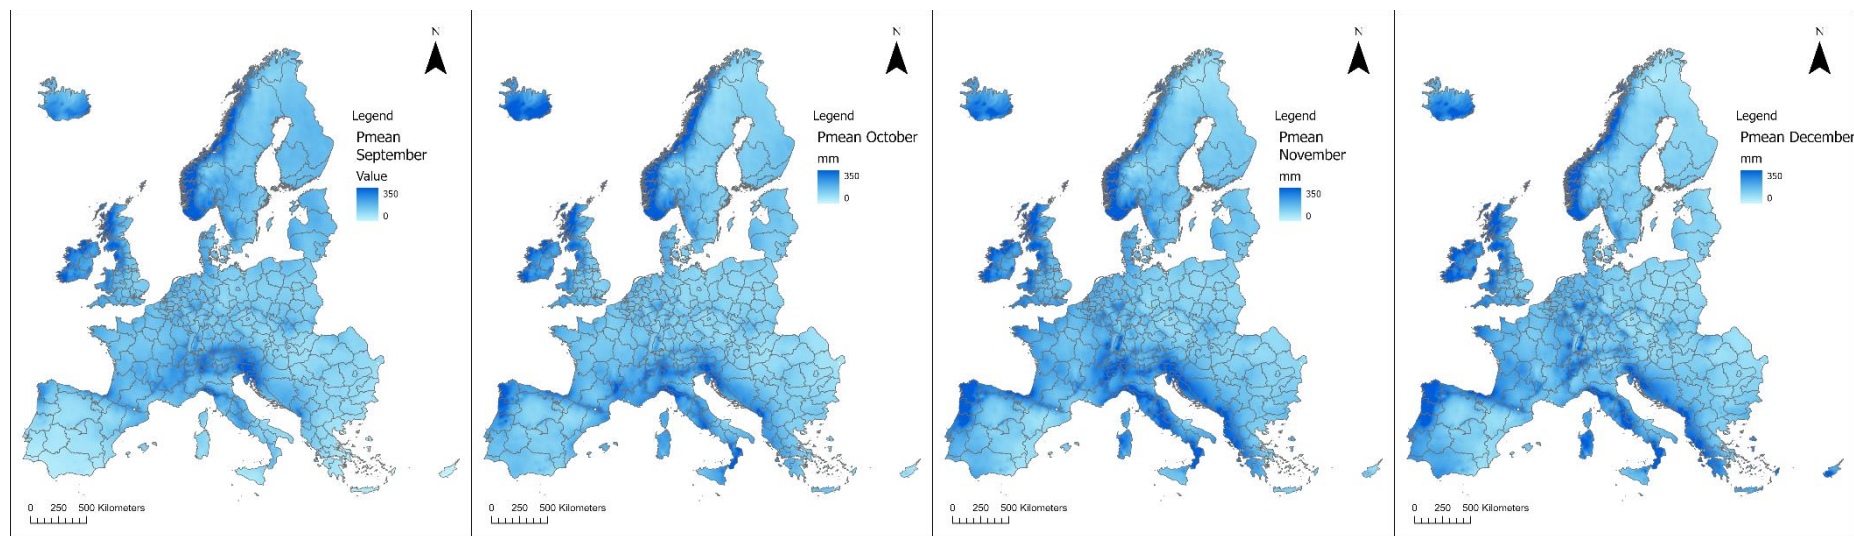 N
Legend
Pmean
September
Value
350
0
0 250 500 Kilometers
N
Legend
Pmean October
mm
350
0
0 250 500 Kilometers
N
Legend
Pmean
November
mm
350
0
0 250 500 Kilometers
N
Legend
Pmean December
mm
350
0
0 250 500 Kilometers